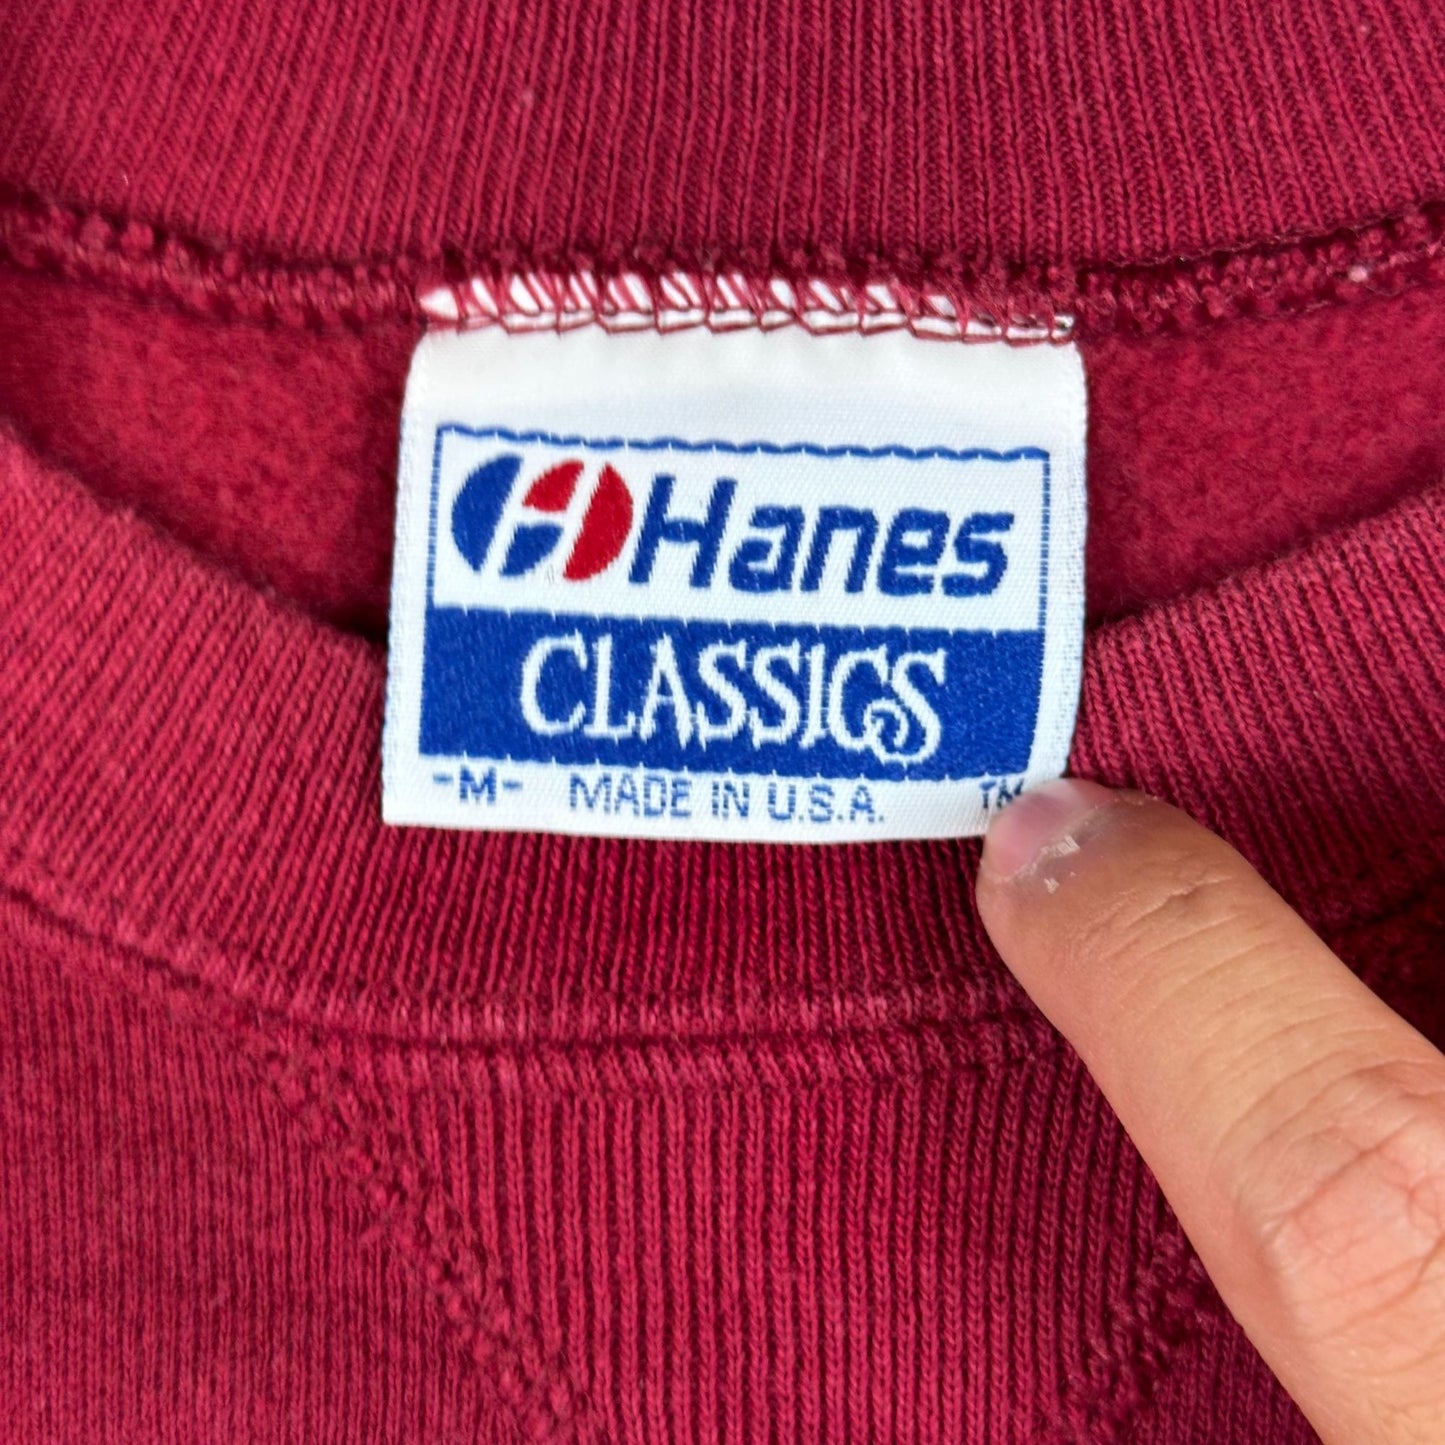 Hanes
CLASSICS
-M- MADE IN U.S.A. TM